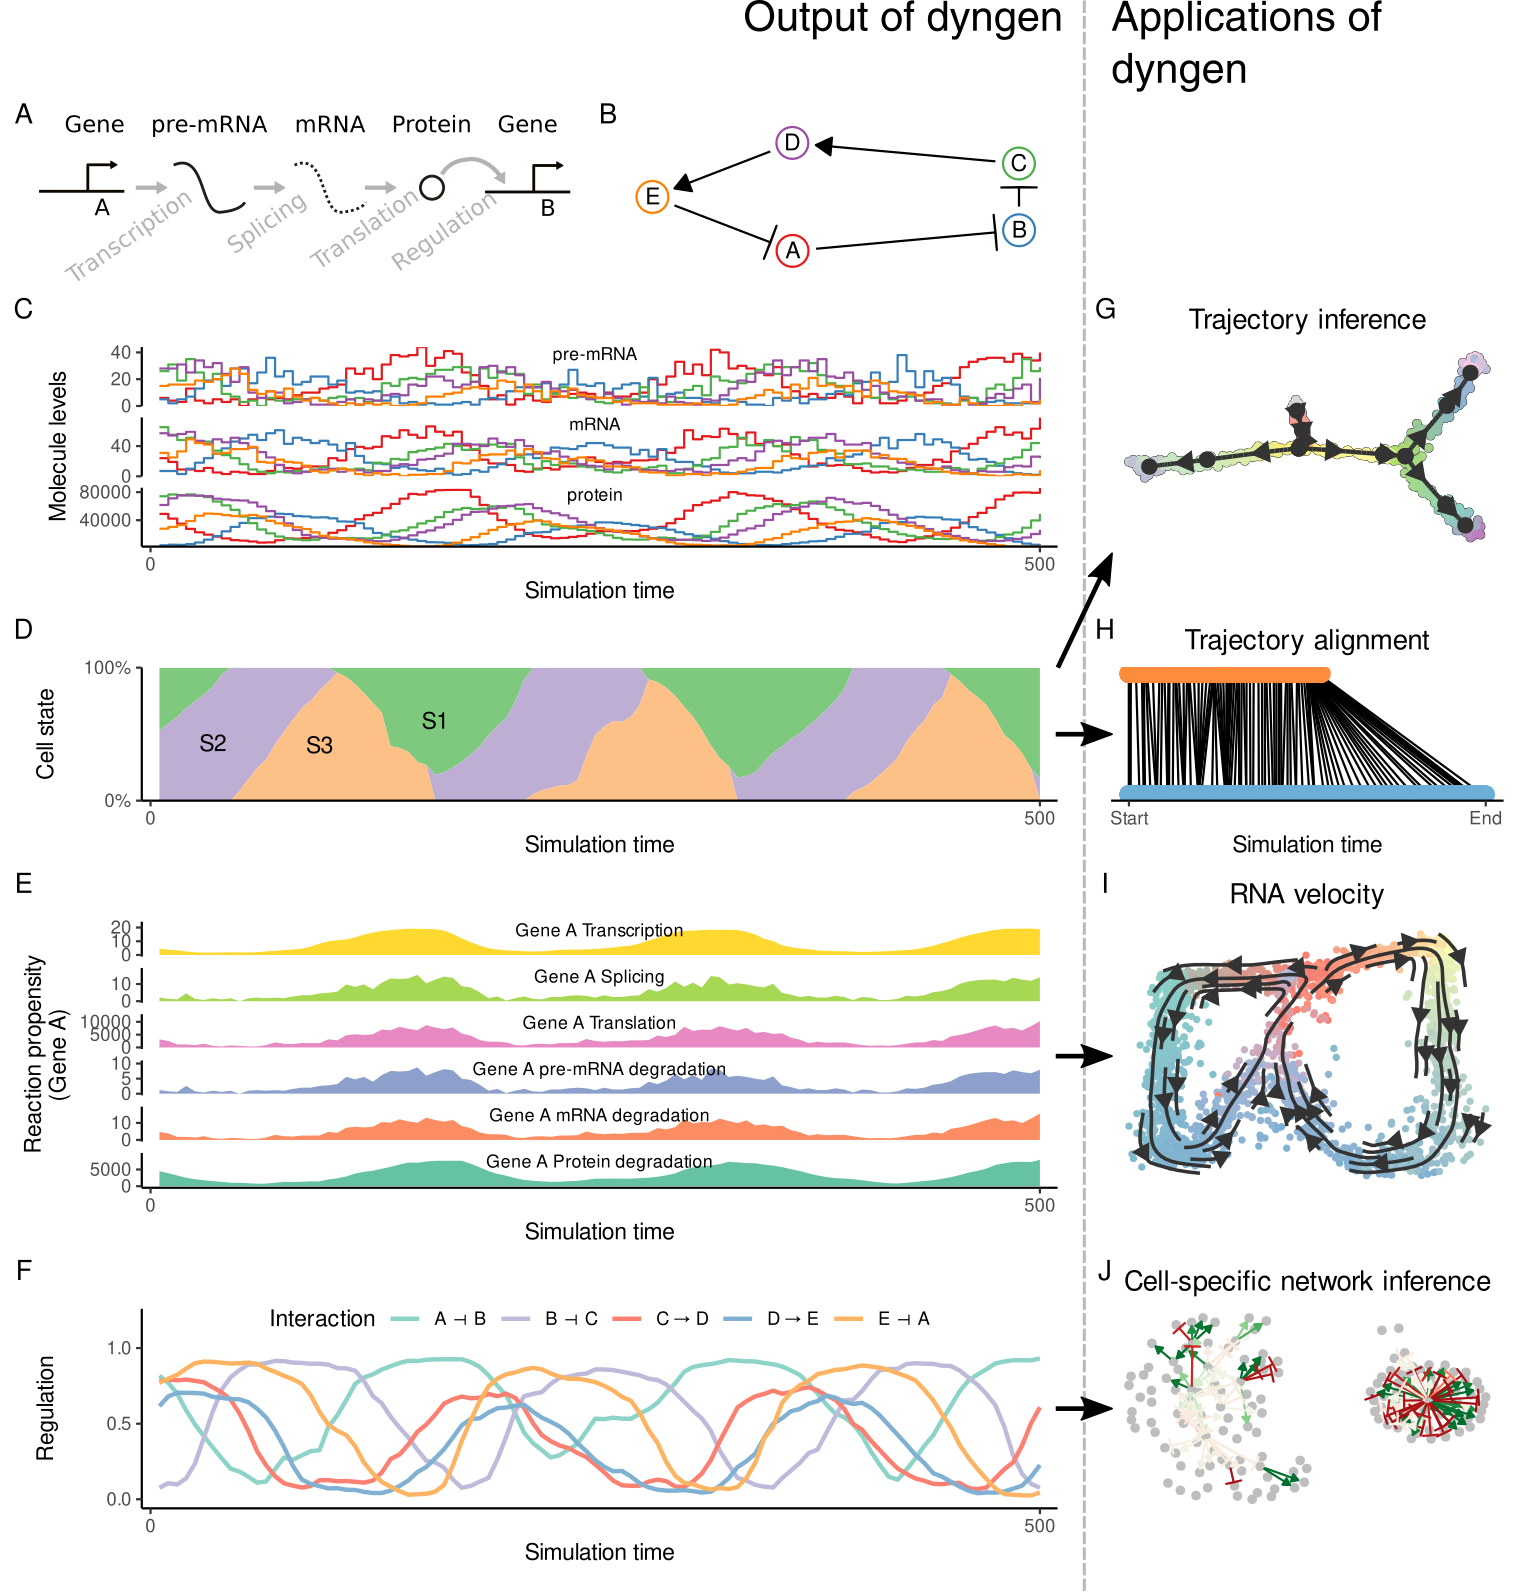 Output of dyngen
Applications of
dyngen
A
Gene
pre-mRNA
mRNA
Protein
Gene
A
B
Transcription
Splicing
Translation
Regulation
B
D
C
E
B
A
C
Molecule levels
pre-mRNA
40
20
0
mRNA
40
0
protein
80000
40000
0
500
Simulation time
D
Cell state
100%
0%
S2
S3
S1
0
500
Simulation time
E
Reaction propensity
(Gene A)
Gene A Transcription
20
10
0
Gene A Splicing
10
0
Gene A Translation
10000
5000
0
Gene A pre-mRNA degradation
10
5
0
Gene A mRNA degradation
10
0
Gene A Protein degradation
5000
0
0
500
Simulation time
F
Interaction
A ⊣ B
B ⊣ C
C → D
D → E
E ⊣ A
Regulation
1.0
0.5
0.0
0
500
Simulation time
G
Trajectory inference
H
Trajectory alignment
Start
End
Simulation time
I
RNA velocity
J
Cell-specific network inference